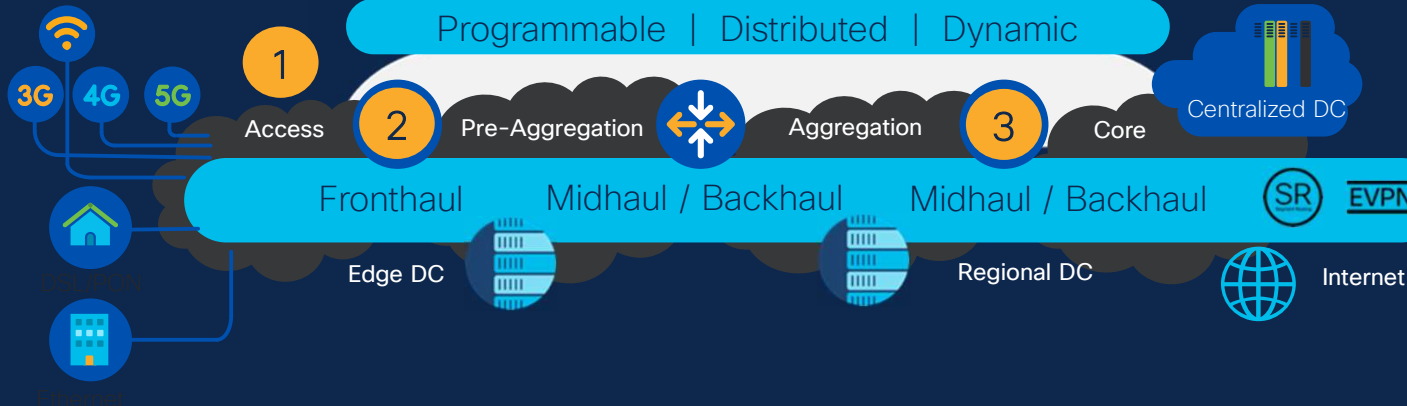 Programmable | Distributed | Dynamic
1
3G 4G 5G
Access
2
Pre-Aggregation
Aggregation
3
Core
Centralized DC
Fronthaul
Midhaul / Backhaul
Midhaul / Backhaul
SR
EVPN
Edge DC
Regional DC
Internet
Ethernet